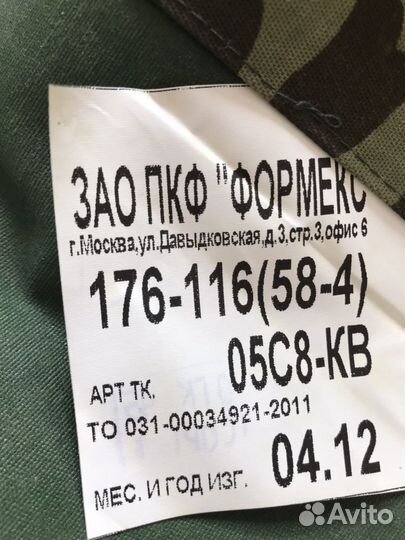 ЗАО ПКФ "ФОРМЕКС
г.Москва,ул.Давыдковская,д.3,стр.3,офис 6
176-116(58-4)
05С8-КВ
АРТ ТК.
ТО 031-00034921-2011
МЕС. И ГОД ИЗГ. 04.12
Avito